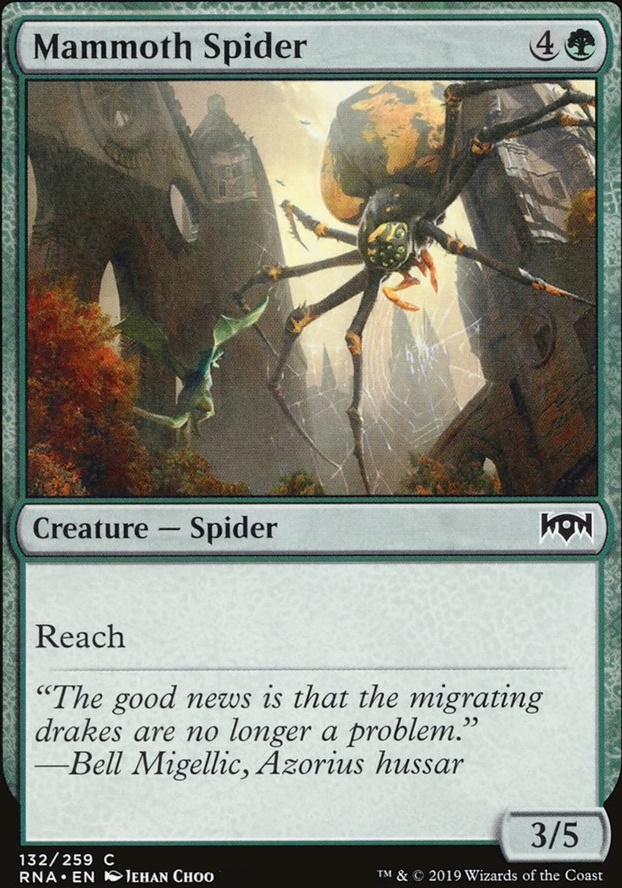 Mammoth Spider 4
Creature — Spider
Reach
“The good news is that the migrating
drakes are no longer a problem.”
—Bell Migellic, Azorius hussar
3/5
132/259 C
RNA • EN Jehan Choo ™ & © 2019 Wizards of the Coast